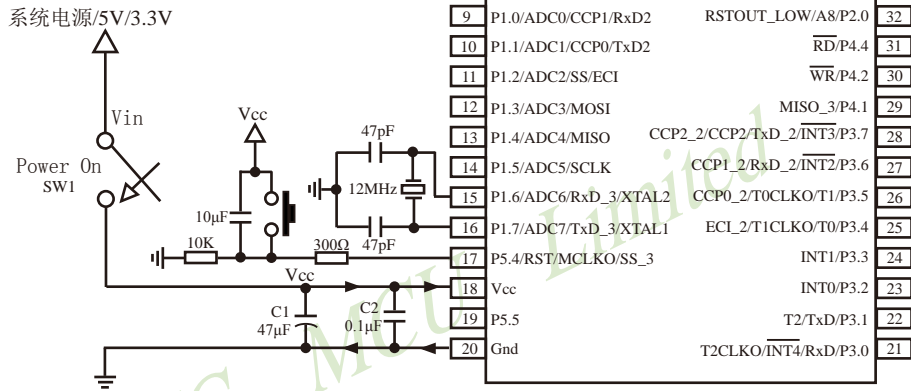 系统电源/5V/3.3V
Vin
Power On
SW1
Vcc
10μF
10K
300Ω
47pF
12MHz
47pF
Vcc
C1
47μF
C2
0.1μF
9 P1.0/ADC0/CCP1/RxD2
10 P1.1/ADC1/CCP0/TxD2
11 P1.2/ADC2/SS/ECI
12 P1.3/ADC3/MOSI
13 P1.4/ADC4/MISO
14 P1.5/ADC5/SCLK
15 P1.6/ADC6/RxD_3/XTAL2
16 P1.7/ADC7/TxD_3/XTAL1
17 P5.4/RST/MCLKO/SS_3
18 Vcc
19 P5.5
20 Gnd
RSTOUT_LOW/A8/P2.0 32
RD/P4.4 31
WR/P4.2 30
MISO_3/P4.1 29
CCP2_2/CCP2/TxD_2/INT3/P3.7 28
CCP1_2/RxD_2/INT2/P3.6 27
CCP0_2/T0CLKO/T1/P3.5 26
ECI_2/T1CLKO/T0/P3.4 25
INT1/P3.3 24
INT0/P3.2 23
T2/TxD/P3.1 22
T2CLKO/INT4/RxD/P3.0 21
MCU Limited